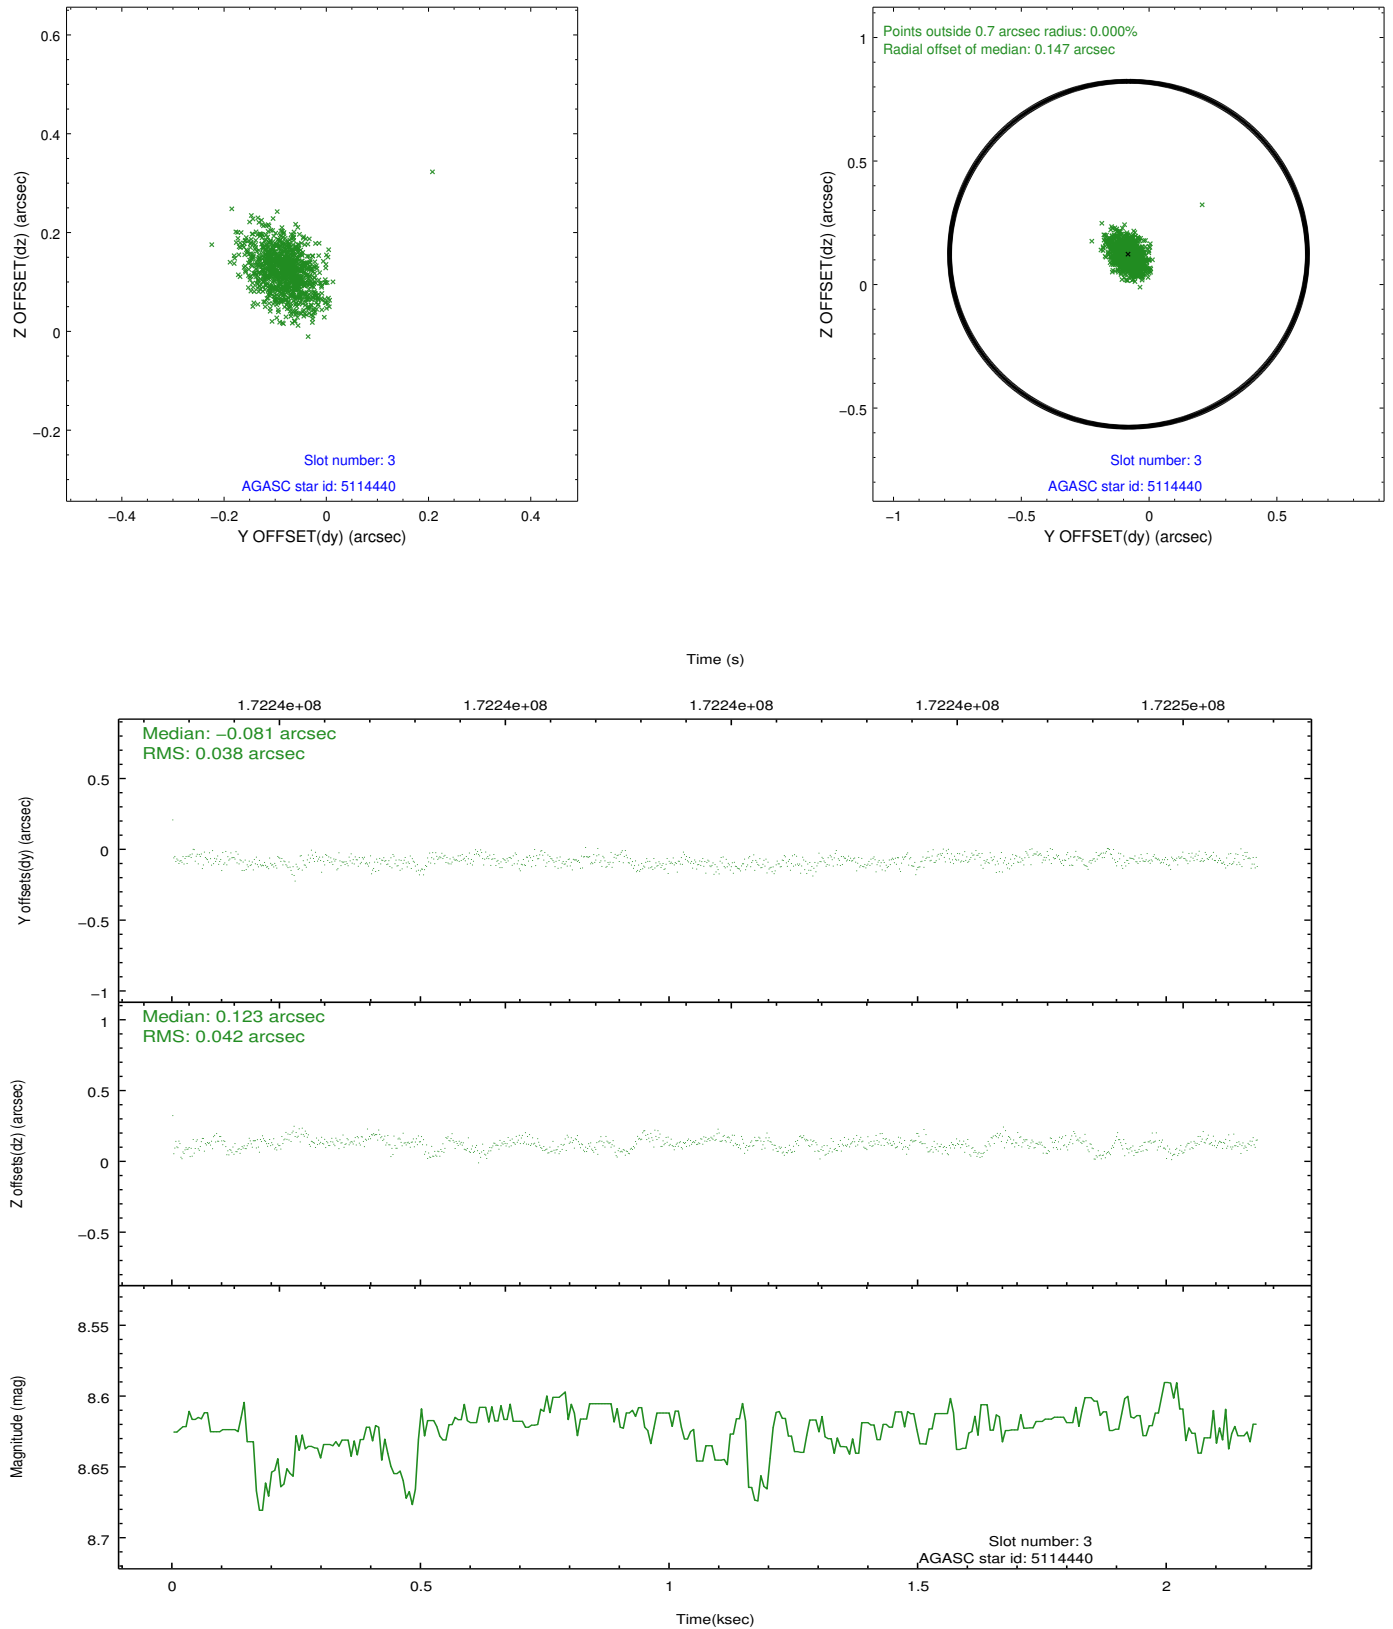 0.6
0.4
0.2
0
−0.2
Z OFFSET(dz) (arcsec)
Slot number: 3
AGASC star id: 5114440
−0.4
−0.2
0
0.2
0.4
Y OFFSET(dy) (arcsec)
Points outside 0.7 arcsec radius: 0.000%
Radial offset of median: 0.147 arcsec
1
0.5
0
−0.5
Z OFFSET(dz) (arcsec)
Slot number: 3
AGASC star id: 5114440
−1
−0.5
0
0.5
Y OFFSET(dy) (arcsec)
Time (s)
1.7224e+08
1.7224e+08
1.7224e+08
1.7224e+08
1.7225e+08
Median: −0.081 arcsec
RMS: 0.038 arcsec
0.5
0
−0.5
−1
Y offsets(dy) (arcsec)
Median: 0.123 arcsec
RMS: 0.042 arcsec
1
0.5
0
−0.5
Z offsets(dz) (arcsec)
8.55
8.6
8.65
8.7
Magnitude (mag)
Slot number: 3
AGASC star id: 5114440
0
0.5
1
1.5
2
Time(ksec)